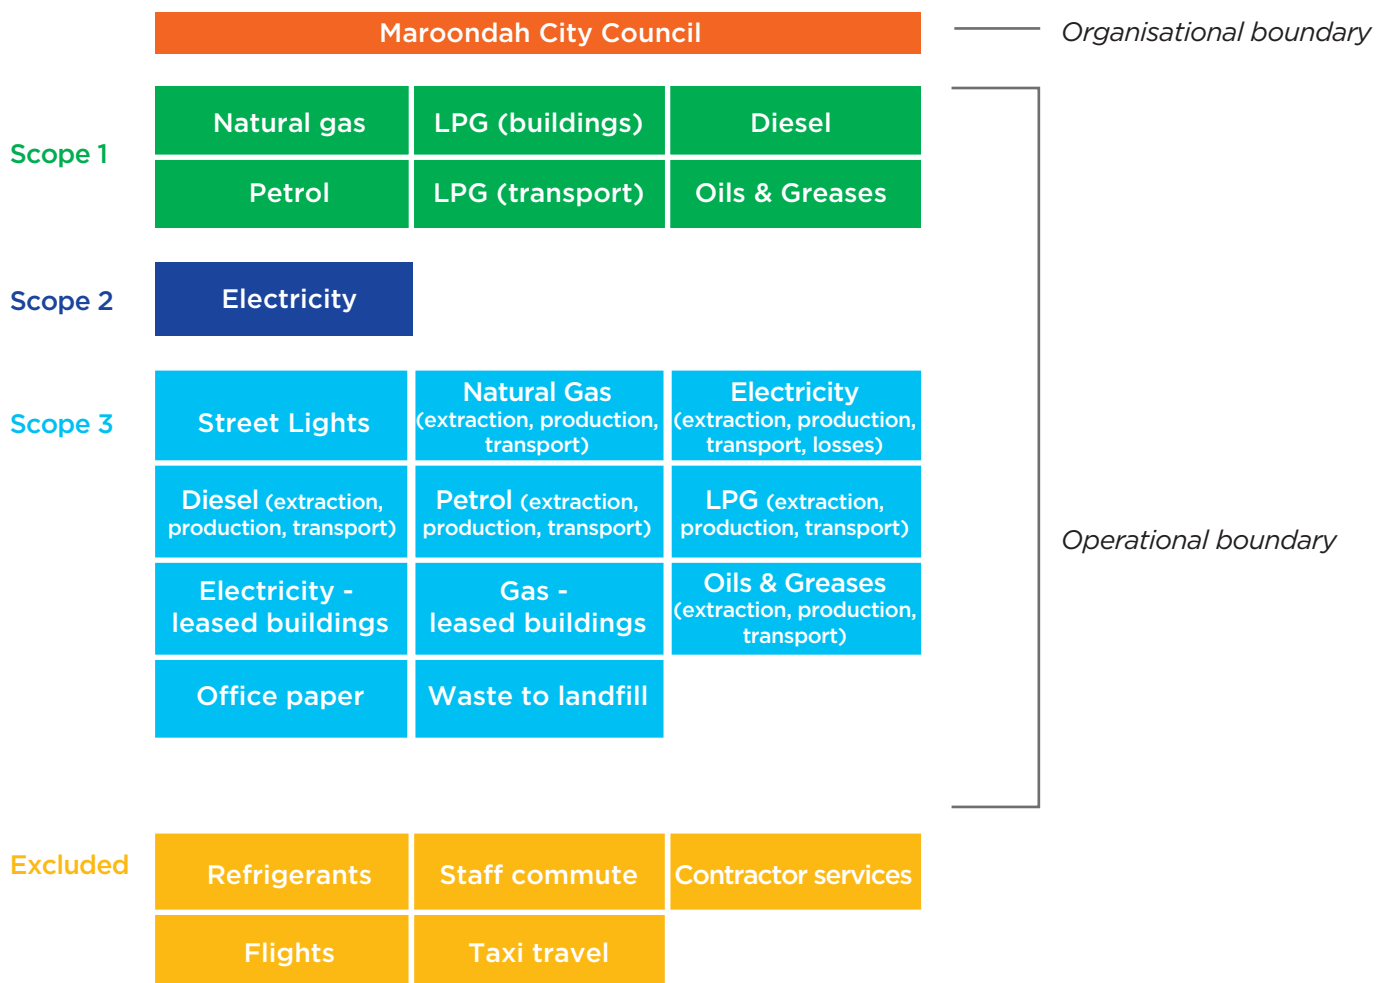 Maroondah City Council
Organisational boundary
Scope 1
Natural gas
LPG (buildings)
Diesel
Petrol
LPG (transport)
Oils & Greases
Scope 2
Electricity
Scope 3
Street Lights
Natural Gas
(extraction, production,
transport)
Electricity
(extraction, production,
transport, losses)
Diesel (extraction,
production, transport)
Petrol (extraction,
production, transport)
LPG (extraction,
production, transport)
Operational boundary
Electricity -
leased buildings
Gas -
leased buildings
Oils & Greases
(extraction, production,
transport)
Office paper
Waste to landfill
Excluded
Refrigerants
Staff commute
Contractor services
Flights
Taxi travel